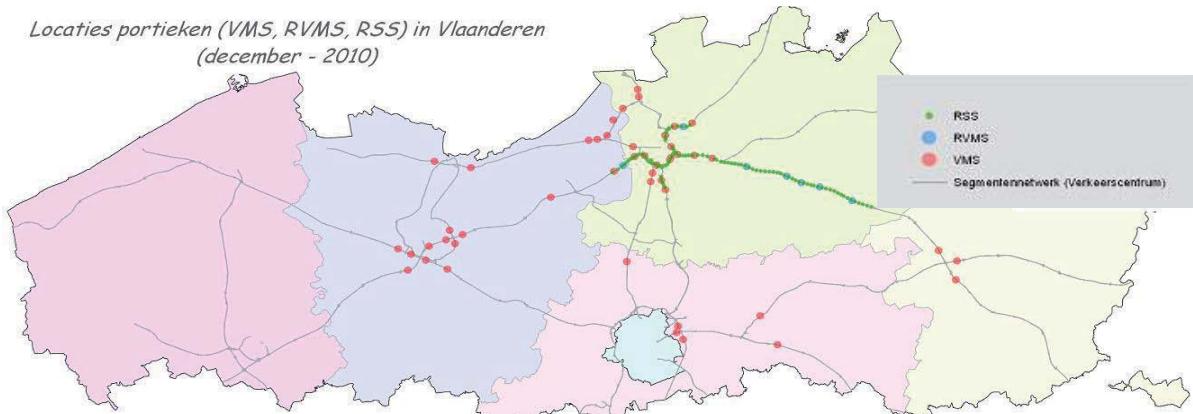 Locaties portieken (VMS, RVMS, RSS) in Vlaanderen
(december - 2010)
RSS
RVMS
VMS
Segmentennetwerk (Verkeerscentrum)